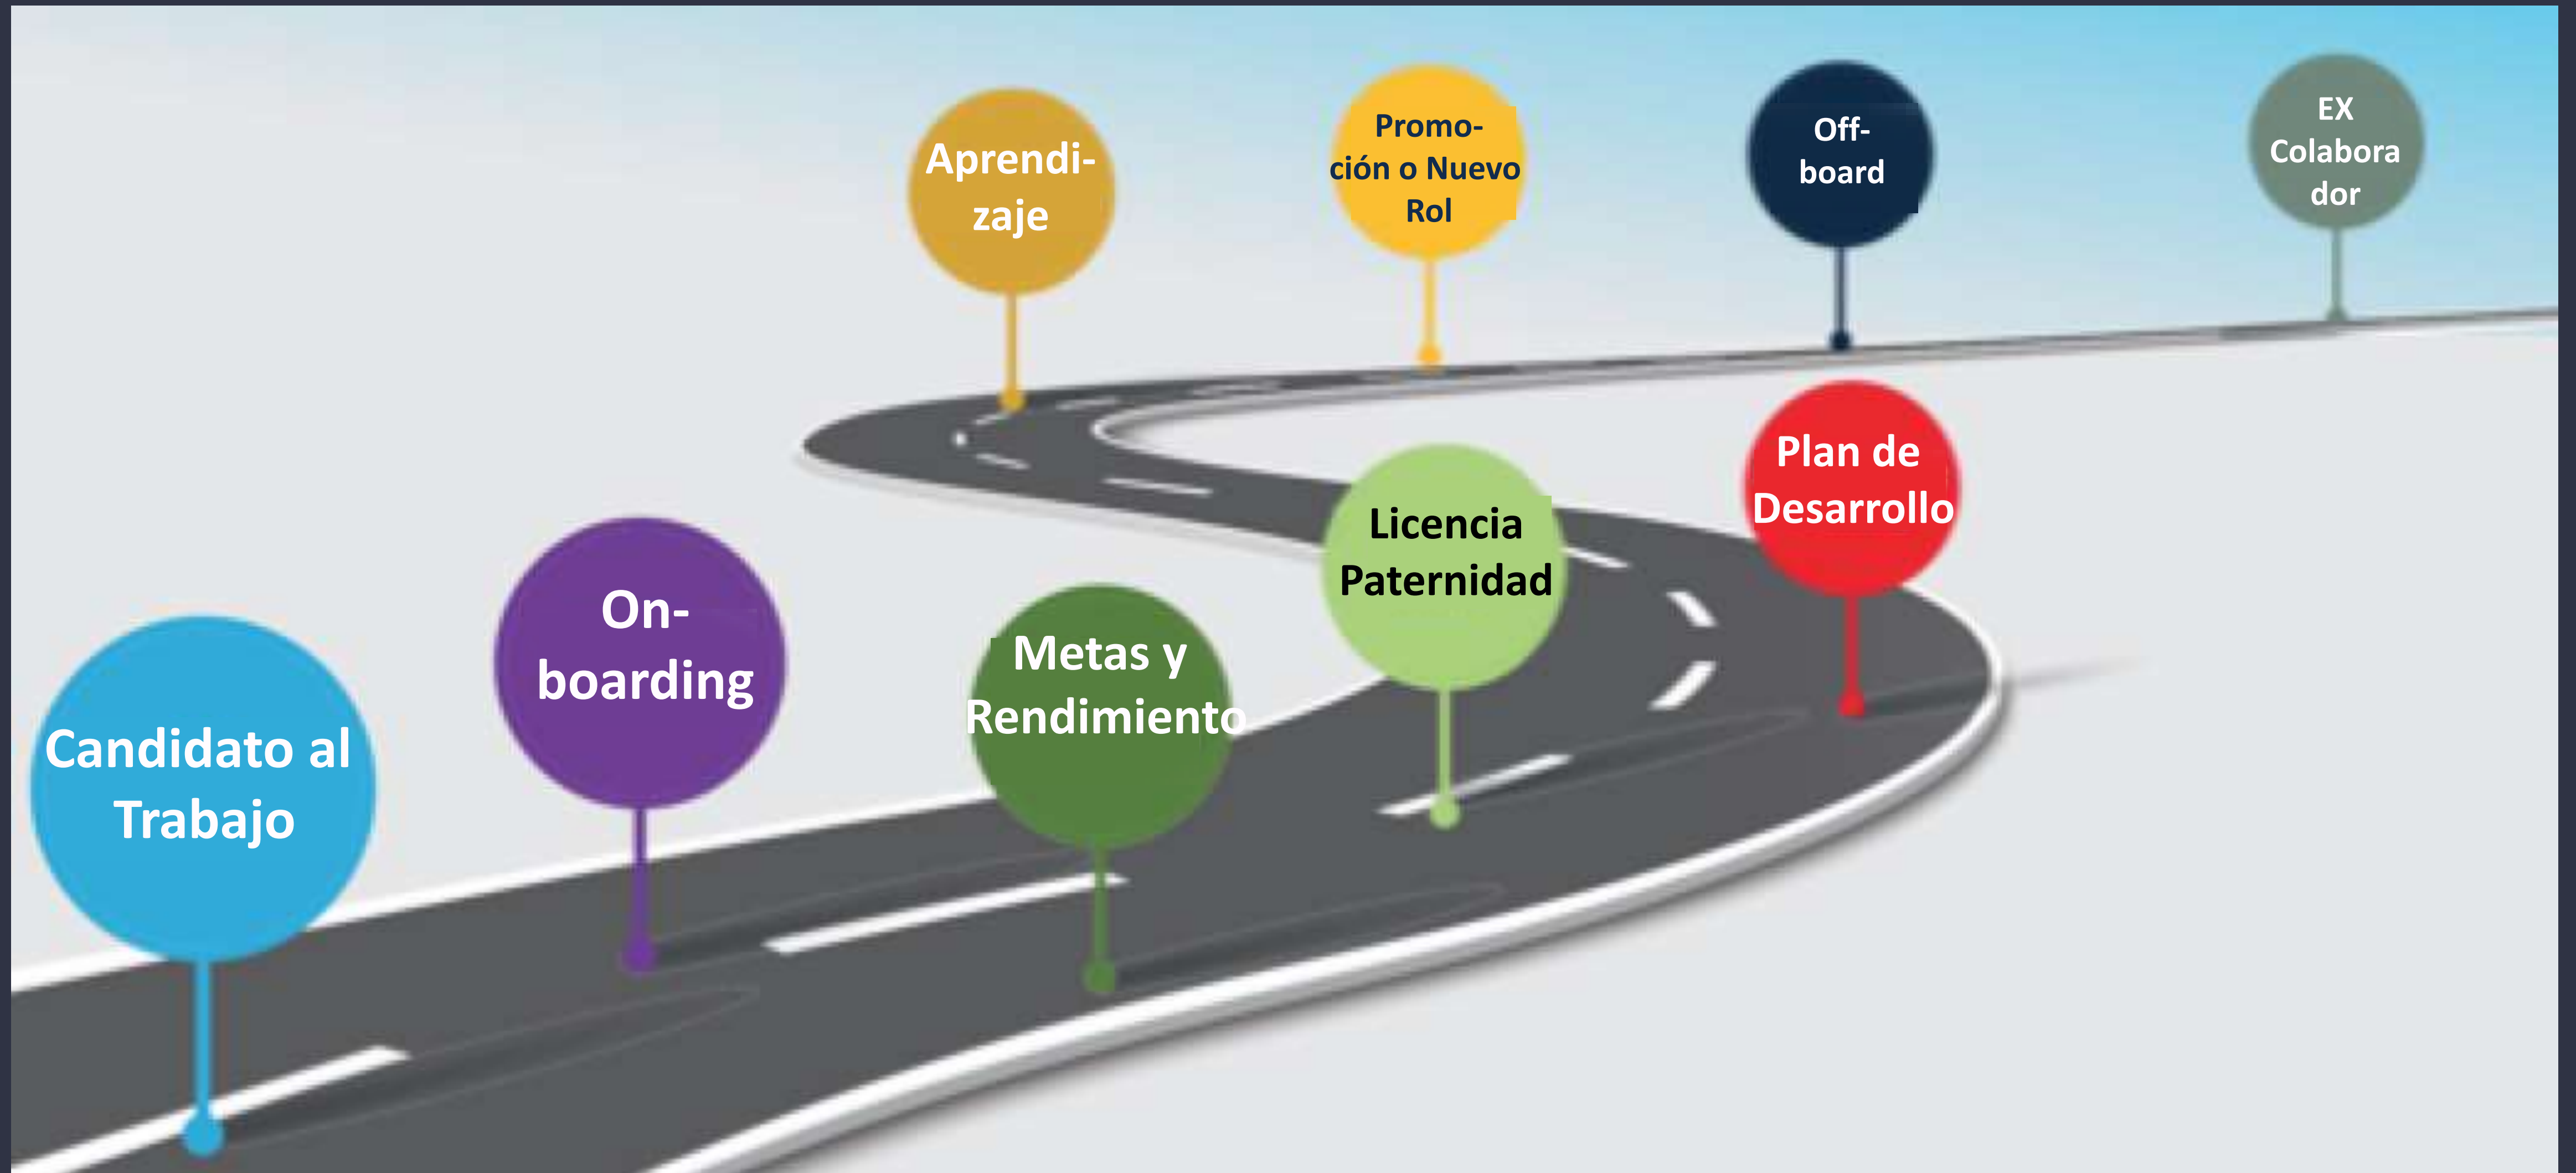 Candidato al
Trabajo
On-
boarding
Metas y
Rendimiento
Licencia
Paternidad
Plan de
Desarrollo
Aprendi-
zaje
Promo-
ción o Nuevo
Rol
Off-
board
EX
Colabora
dor